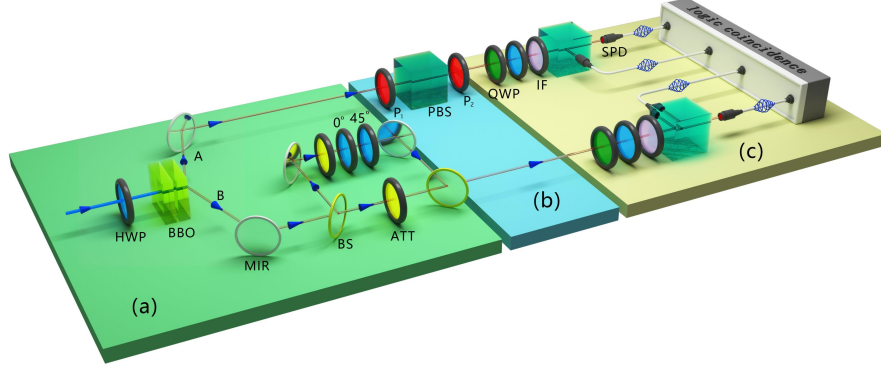 logic coincidence
SPD
IF
QWP
P₂
PBS
P₁
0° 45°
A
B
HWP
BBO
MIR
BS
ATT
(a)
(b)
(c)